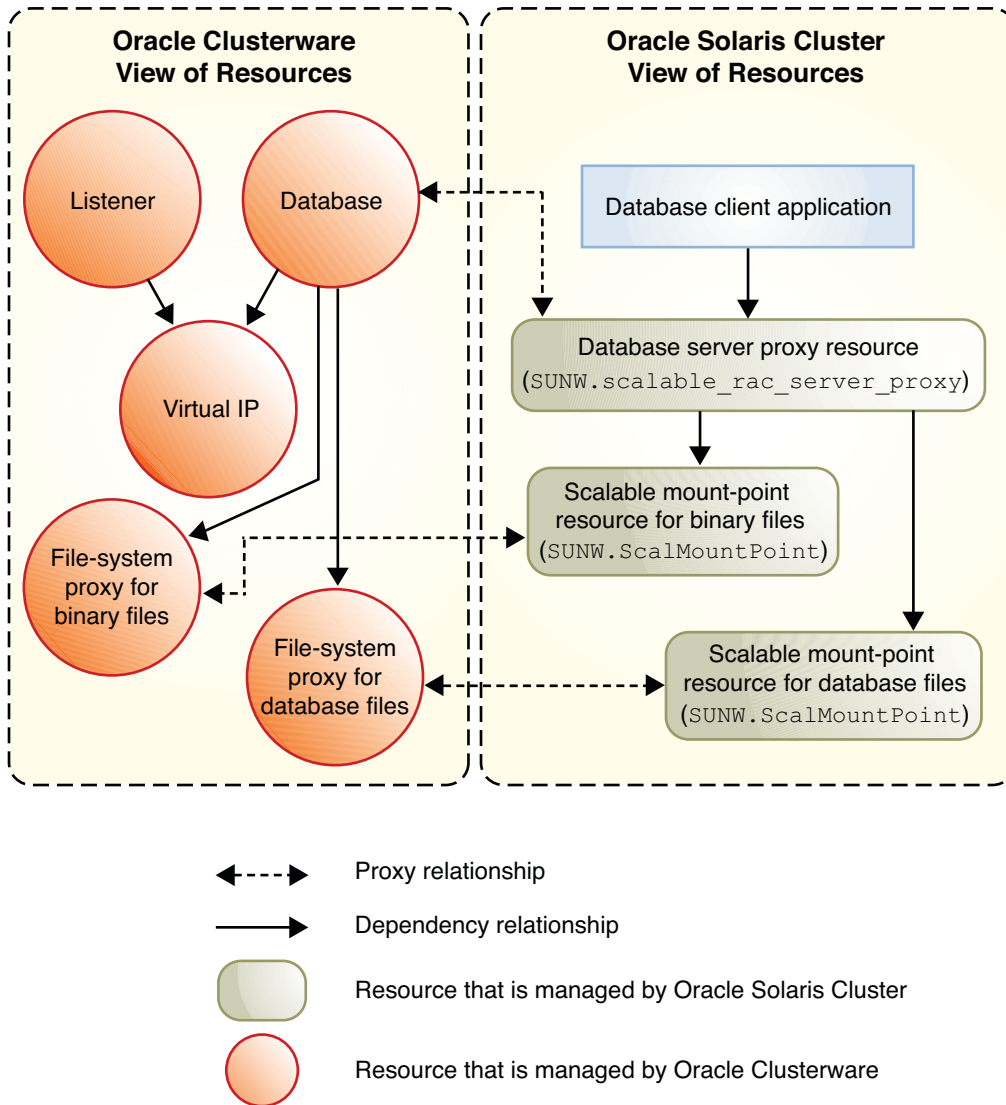 Oracle Clusterware
View of Resources
Listener
Database
Virtual IP
File-system
proxy for
binary files
File-system
proxy for
database files
Oracle Solaris Cluster
View of Resources
Database client application
Database server proxy resource
(SUNW.scalable_rac_server_proxy)
Scalable mount-point
resource for binary files
(SUNW.ScalMountPoint)
Scalable mount-point
resource for database files
(SUNW.ScalMountPoint)
Proxy relationship
Dependency relationship
Resource that is managed by Oracle Solaris Cluster
Resource that is managed by Oracle Clusterware